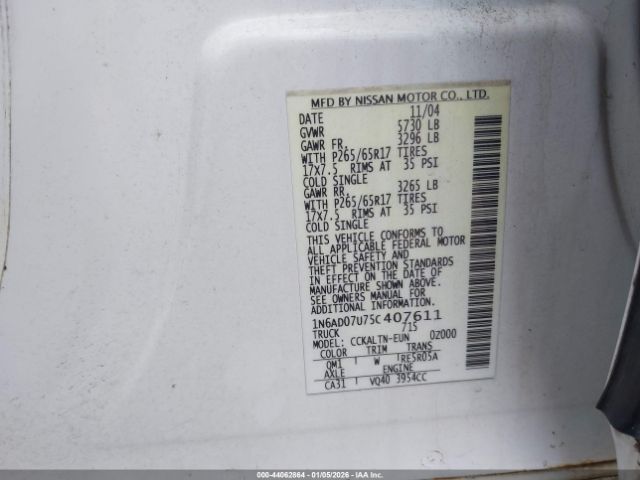 MFD BY NISSAN MOTOR CO., LTD.
DATE 11/04
GVWR 5730 LB
GAWR FR. 3296 LB
WITH P265/65R17 TIRES
17X7.5 RIMS AT 35 PSI
COLD SINGLE
GAWR RR. 3265 LB
WITH P265/65R17 TIRES
17X7.5 RIMS AT 35 PSI
COLD SINGLE
THIS VEHICLE CONFORMS TO
ALL APPLICABLE FEDERAL MOTOR
VEHICLE SAFETY AND
THEFT PREVENTION STANDARDS
IN EFFECT ON THE DATE OF
MANUFACTURE SHOWN ABOVE.
SEE OWNERS MANUAL FOR
ADDITIONAL INFORMATION.
1N6AD07U75C407611
TRUCK /15
MODEL: CCKALTN-EUN 0Z000
COLOR TRIM TRANS
QM1 W RE5R05A
AXLE ENGINE
CA31 VQ40 3954CC
000-44062864 | 01/05/2026 | IAA, Inc.